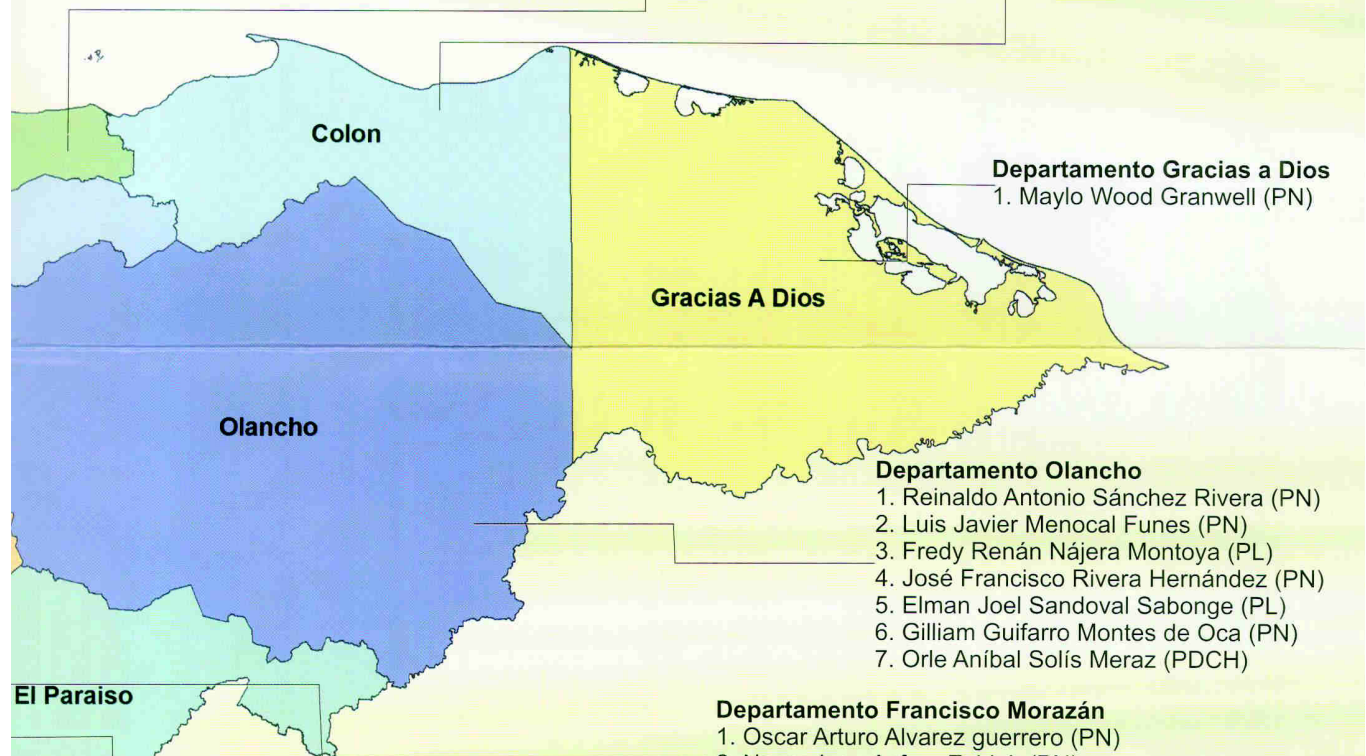 Colon
Departamento Gracias a Dios
1. Maylo Wood Granwell (PN)
Gracias A Dios
Olancho
Departamento Olancho
1. Reinaldo Antonio Sánchez Rivera (PN)
2. Luis Javier Menocal Funes (PN)
3. Fredy Renán Nájera Montoya (PL)
4. José Francisco Rivera Hernández (PN)
5. Elman Joel Sandoval Sabonge (PL)
6. Gilliam Guifarro Montes de Oca (PN)
7. Orle Aníbal Solís Meraz (PDCH)
El Paraiso
Departamento Francisco Morazán
1. Oscar Arturo Alvarez guerrero (PN)